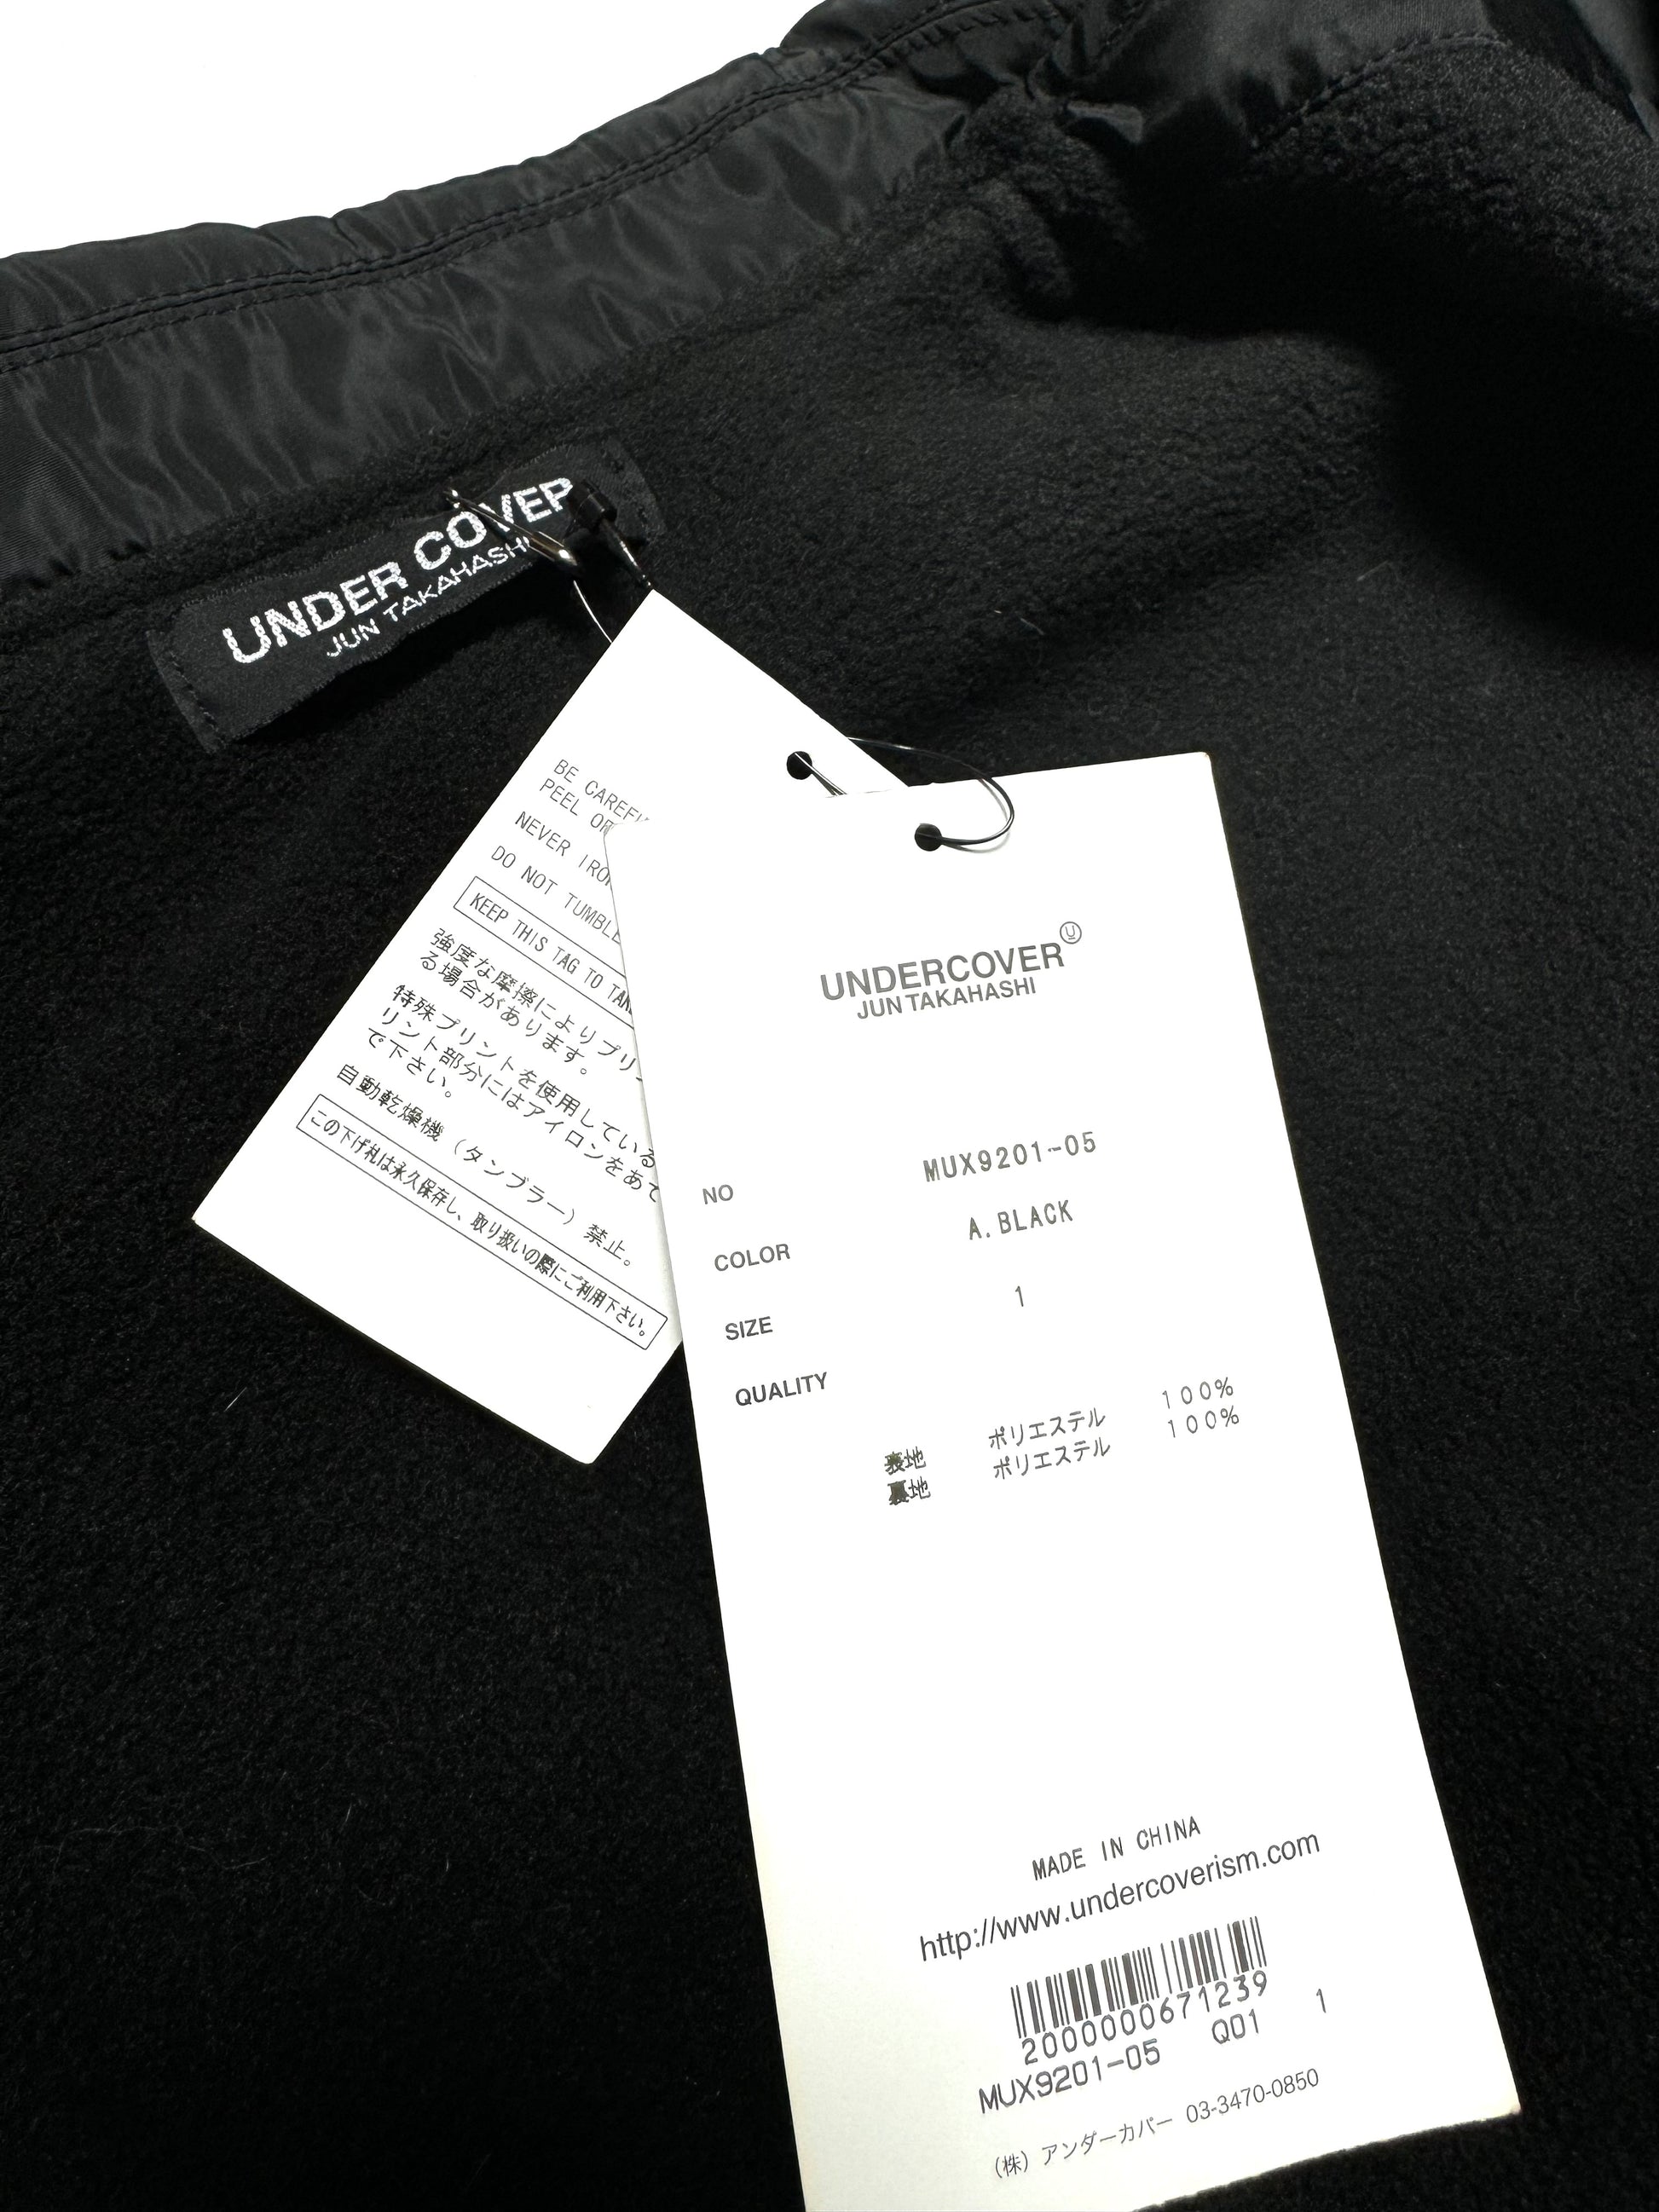 UNDER COVER
JUN TAKAHASHI
BE CAREFU
PEEL OR
NEVER IRON
DO NOT TUMBLE
KEEP THIS TAG TO TAK
強度な摩擦によりプリ
る場合があります。
特殊プリントを使用している
リント部分にはアイロンをあて
で下さい。
自動乾燥機(タンブラー)禁止。
この下げ札は永久保存し、取り扱いの際にご利用下さい。
UNDERCOVER
JUN TAKAHASHI
NO MUX9201-05
COLOR A.BLACK
SIZE 1
QUALITY
表地 ポリエステル 100%
裏地 ポリエステル 100%
MADE IN CHINA
http://www.undercoverism.com
2000000671239
MUX9201-05 Q01 1
(株) アンダーカバー 03-3470-0850